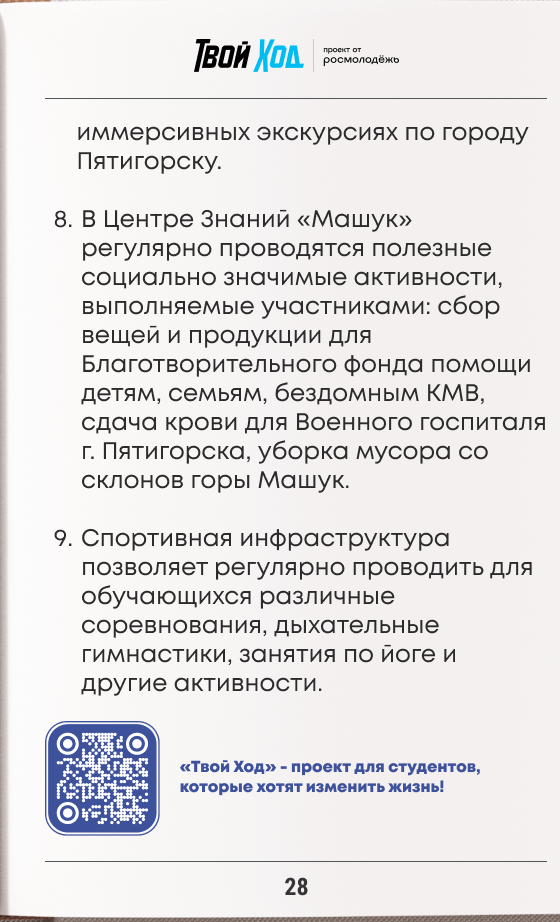 Твой Ход
проект от
росмолодёжь
иммерсивных экскурсиях по городу
Пятигорску.
8. В Центре Знаний «Машук»
регулярно проводятся полезные
социально значимые активности,
выполняемые участниками: сбор
вещей и продукции для
Благотворительного фонда помощи
детям, семьям, бездомным КМВ,
сдача крови для Военного госпиталя
г. Пятигорска, уборка мусора со
склонов горы Машук.
9. Спортивная инфраструктура
позволяет регулярно проводить для
обучающихся различные
соревнования, дыхательные
гимнастики, занятия по йоге и
другие активности.
«Твой Ход» - проект для студентов,
которые хотят изменить жизнь!
28